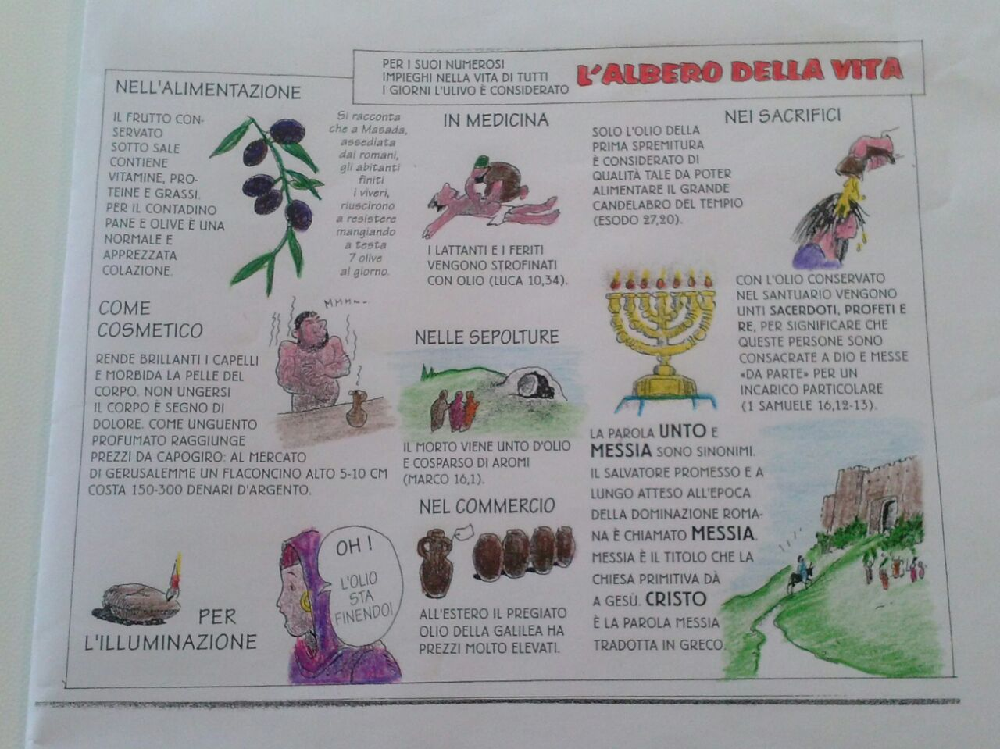 PER I SUOI NUMEROSI
IMPIEGHI NELLA VITA DI TUTTI
I GIORNI L'ULIVO È CONSIDERATO
L'ALBERO DELLA VITA
NELL'ALIMENTAZIONE
IL FRUTTO CON-
SERVATO
SOTTO SALE
CONTIENE
VITAMINE, PRO-
TEINE E GRASSI.
PER IL CONTADINO
PANE E OLIVE È UNA
NORMALE E
APPREZZATA
COLAZIONE.
Si racconta
che a Masada,
assediata
dai romani,
gli abitanti
finiti
i viveri,
riuscirono
a resistere
mangiando
a testa
7 olive
al giorno.
COME
COSMETICO
RENDE BRILLANTI I CAPELLI
E MORBIDA LA PELLE DEL
CORPO. NON UNGERSI
IL CORPO È SEGNO DI
DOLORE. COME UNGUENTO
PROFUMATO RAGGIUNGE
PREZZI DA CAPOGIRO: AL MERCATO
DI GERUSALEMME UN FLACONCINO ALTO 5-10 CM
COSTA 150-300 DENARI D'ARGENTO.
MMMM...
PER
L'ILLUMINAZIONE
OH !
L'OLIO
STA
FINENDO!
IN MEDICINA
I LATTANTI E I FERITI
VENGONO STROFINATI
CON OLIO (LUCA 10,34).
NELLE SEPOLTURE
IL MORTO VIENE UNTO D'OLIO
E COSPARSO DI AROMI
(MARCO 16,1).
NEL COMMERCIO
ALL'ESTERO IL PREGIATO
OLIO DELLA GALILEA HA
PREZZI MOLTO ELEVATI.
NEI SACRIFICI
SOLO L'OLIO DELLA
PRIMA SPREMITURA
È CONSIDERATO DI
QUALITÀ TALE DA POTER
ALIMENTARE IL GRANDE
CANDELABRO DEL TEMPIO
(ESODO 27,20).
CON L'OLIO CONSERVATO
NEL SANTUARIO VENGONO
UNTI SACERDOTI, PROFETI E
RE, PER SIGNIFICARE CHE
QUESTE PERSONE SONO
CONSACRATE A DIO E MESSE
«DA PARTE» PER UN
INCARICO PARTICOLARE
(1 SAMUELE 16,12-13).
LA PAROLA UNTO E
MESSIA SONO SINONIMI.
IL SALVATORE PROMESSO E A
LUNGO ATTESO ALL'EPOCA
DELLA DOMINAZIONE ROMA-
NA È CHIAMATO MESSIA.
MESSIA È IL TITOLO CHE LA
CHIESA PRIMITIVA DÀ
A GESÙ. CRISTO
È LA PAROLA MESSIA
TRADOTTA IN GRECO.